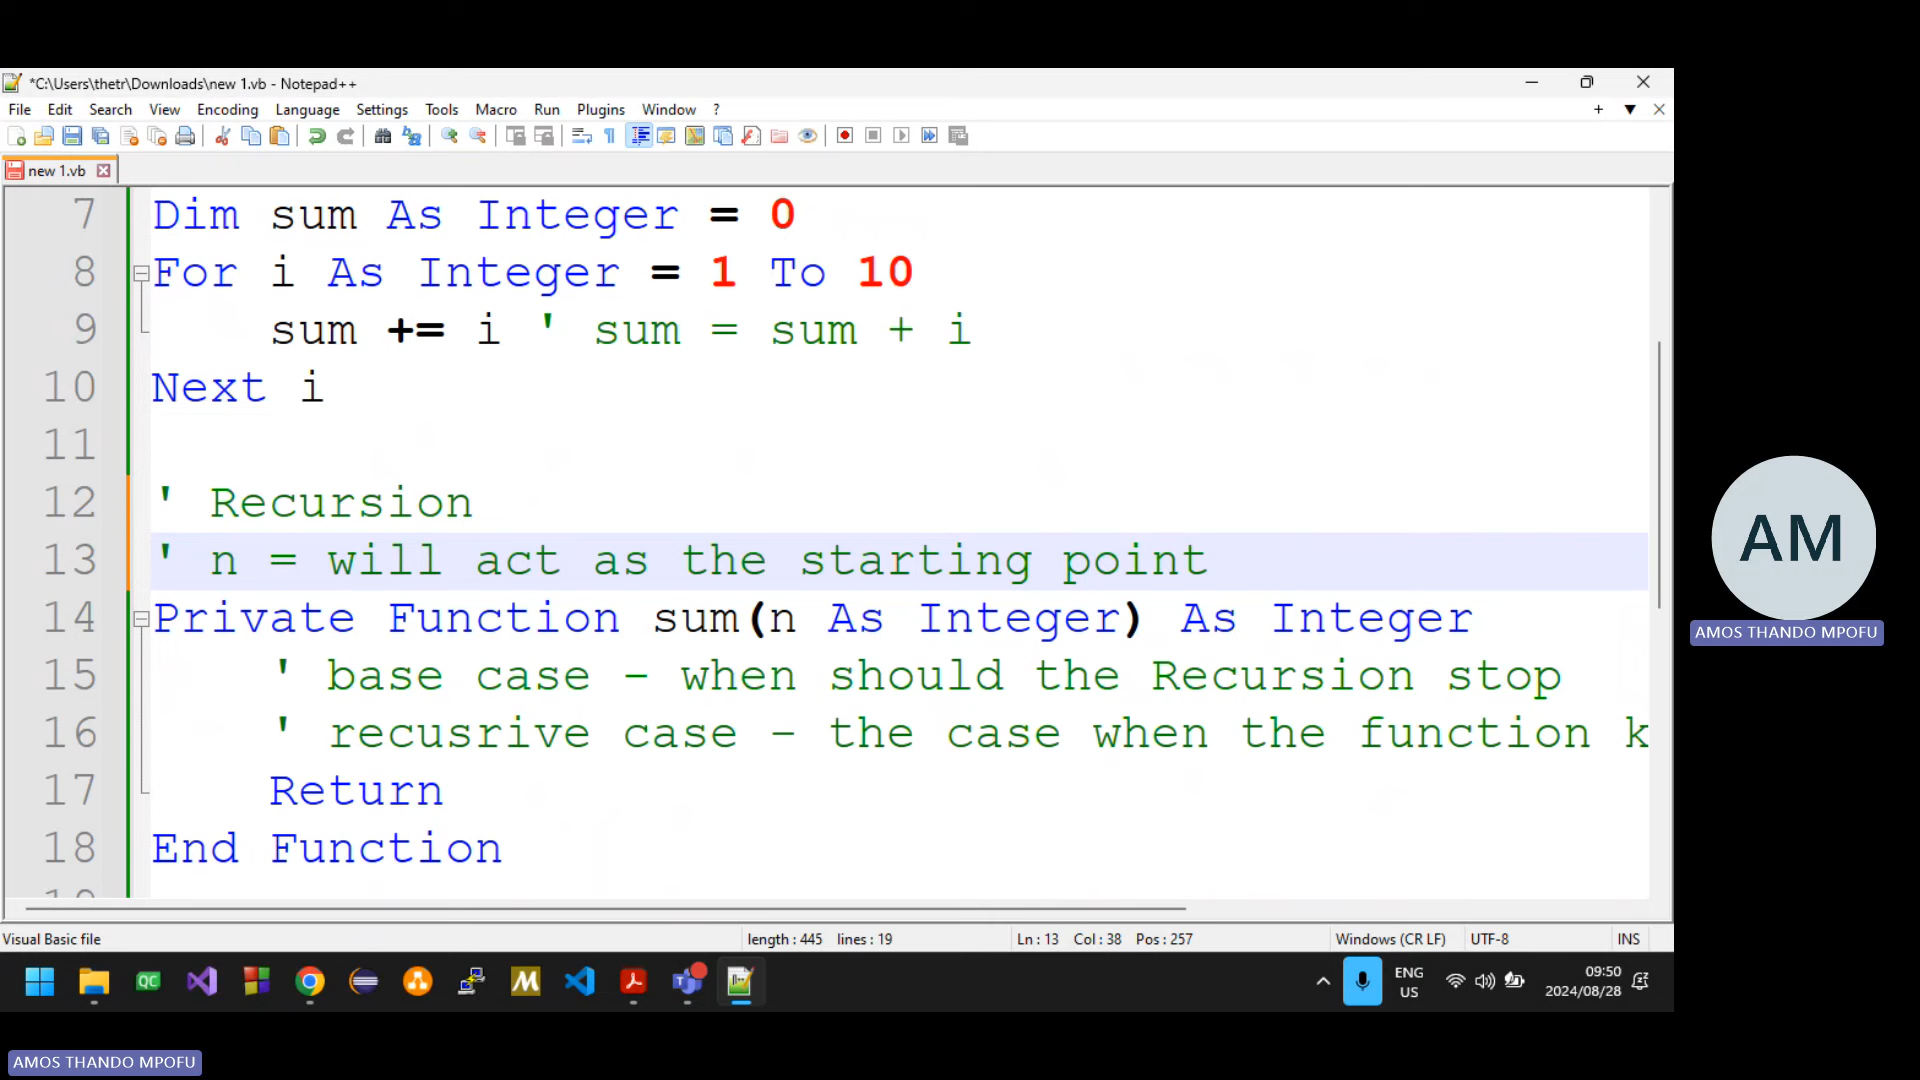 *C:\Users\thetr\Downloads\new 1.vb - Notepad++
File Edit Search View Encoding Language Settings Tools Macro Run Plugins Window ?
new 1.vb
7 Dim sum As Integer = 0
8 For i As Integer = 1 To 10
9 sum += i ' sum = sum + i
10 Next i
11
12 ' Recursion
13 ' n = will act as the starting point
14 Private Function sum(n As Integer) As Integer
15 ' base case - when should the Recursion stop
16 ' recusrive case - the case when the function k
17 Return
18 End Function
Visual Basic file length : 445 lines : 19 Ln : 13 Col : 38 Pos : 257 Windows (CR LF) UTF-8 INS
QC
M
ENG
US
09:50
2024/08/28
AM
AMOS THANDO MPOFU
AMOS THANDO MPOFU